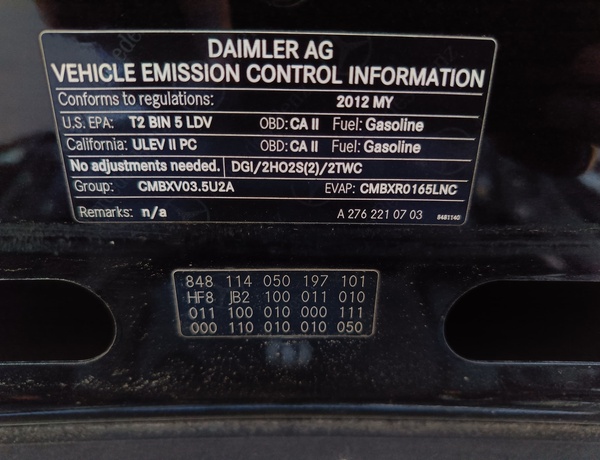 DAIMLER AG
VEHICLE EMISSION CONTROL INFORMATION
Conforms to regulations: 2012 MY
U.S. EPA: T2 BIN 5 LDV OBD: CA II Fuel: Gasoline
California: ULEV II PC OBD: CA II Fuel: Gasoline
No adjustments needed. DGI/2HO2S(2)/2TWC
Group: CMBXV03.5U2A EVAP: CMBXR0165LNC
Remarks: n/a A 276 221 07 03 8481140
848 114 050 197 101
HF8 JB2 100 011 010
011 100 010 000 111
000 110 010 010 050